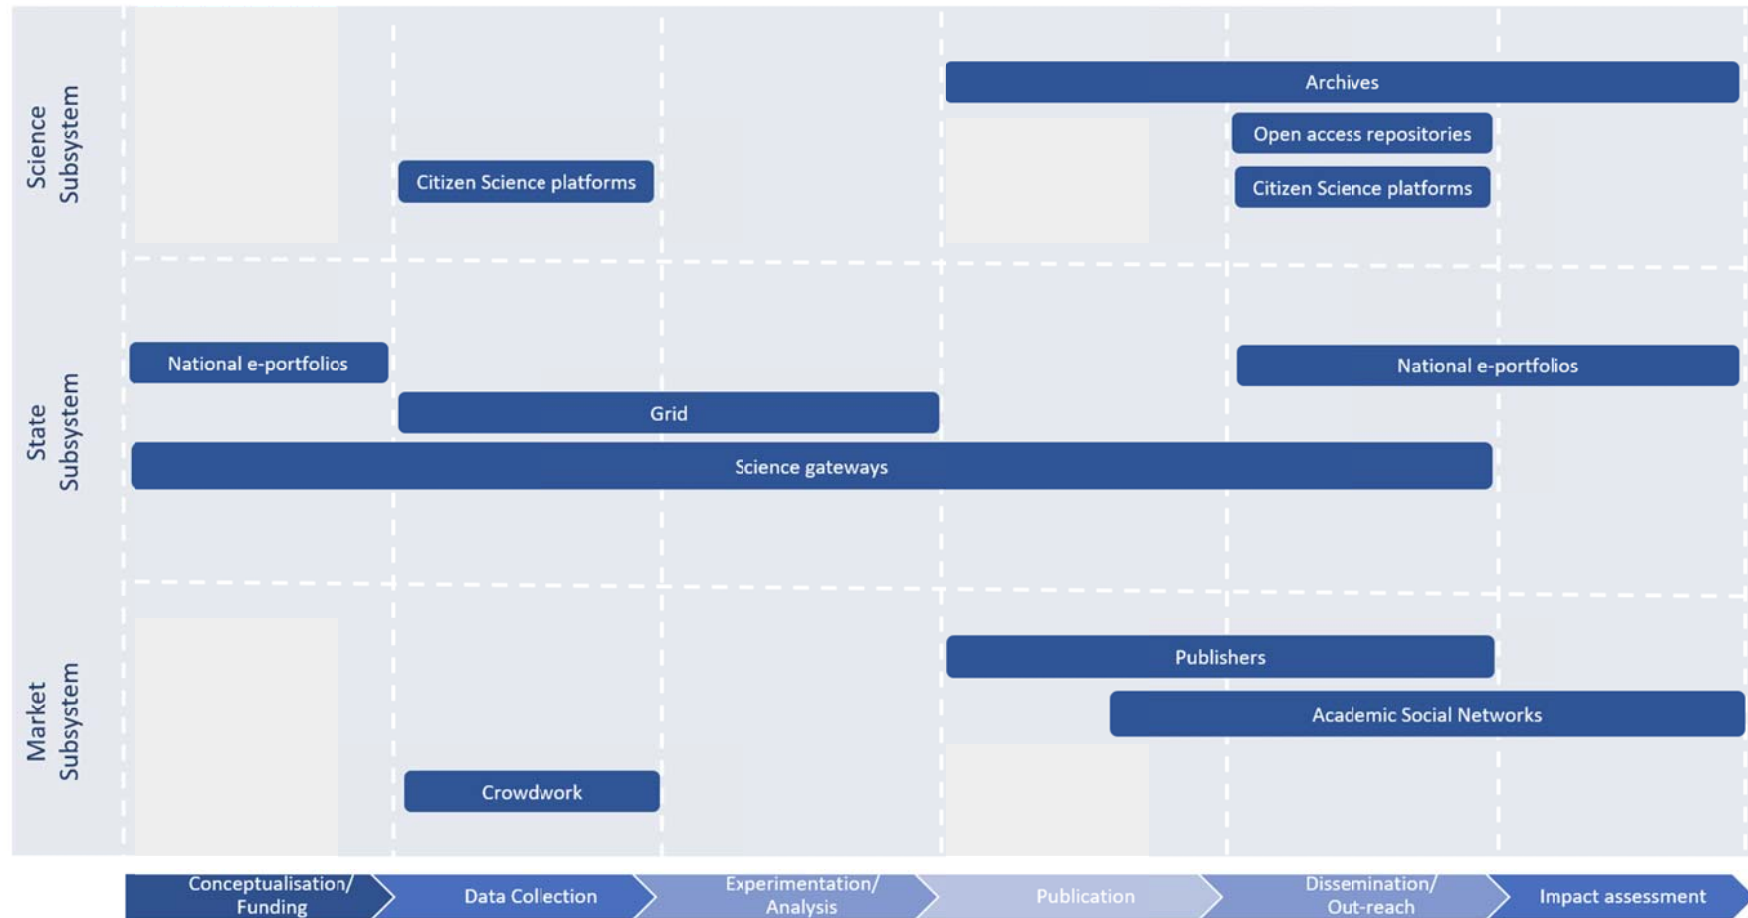 Science
Subsystem
Archives
Open access repositories
Citizen Science platforms
Citizen Science platforms
State
Subsystem
National e-portfolios
National e-portfolios
Grid
Science gateways
Market
Subsystem
Publishers
Academic Social Networks
Crowdwork
Conceptualisation/
Funding
Data Collection
Experimentation/
Analysis
Publication
Dissemination/
Out-reach
Impact assessment